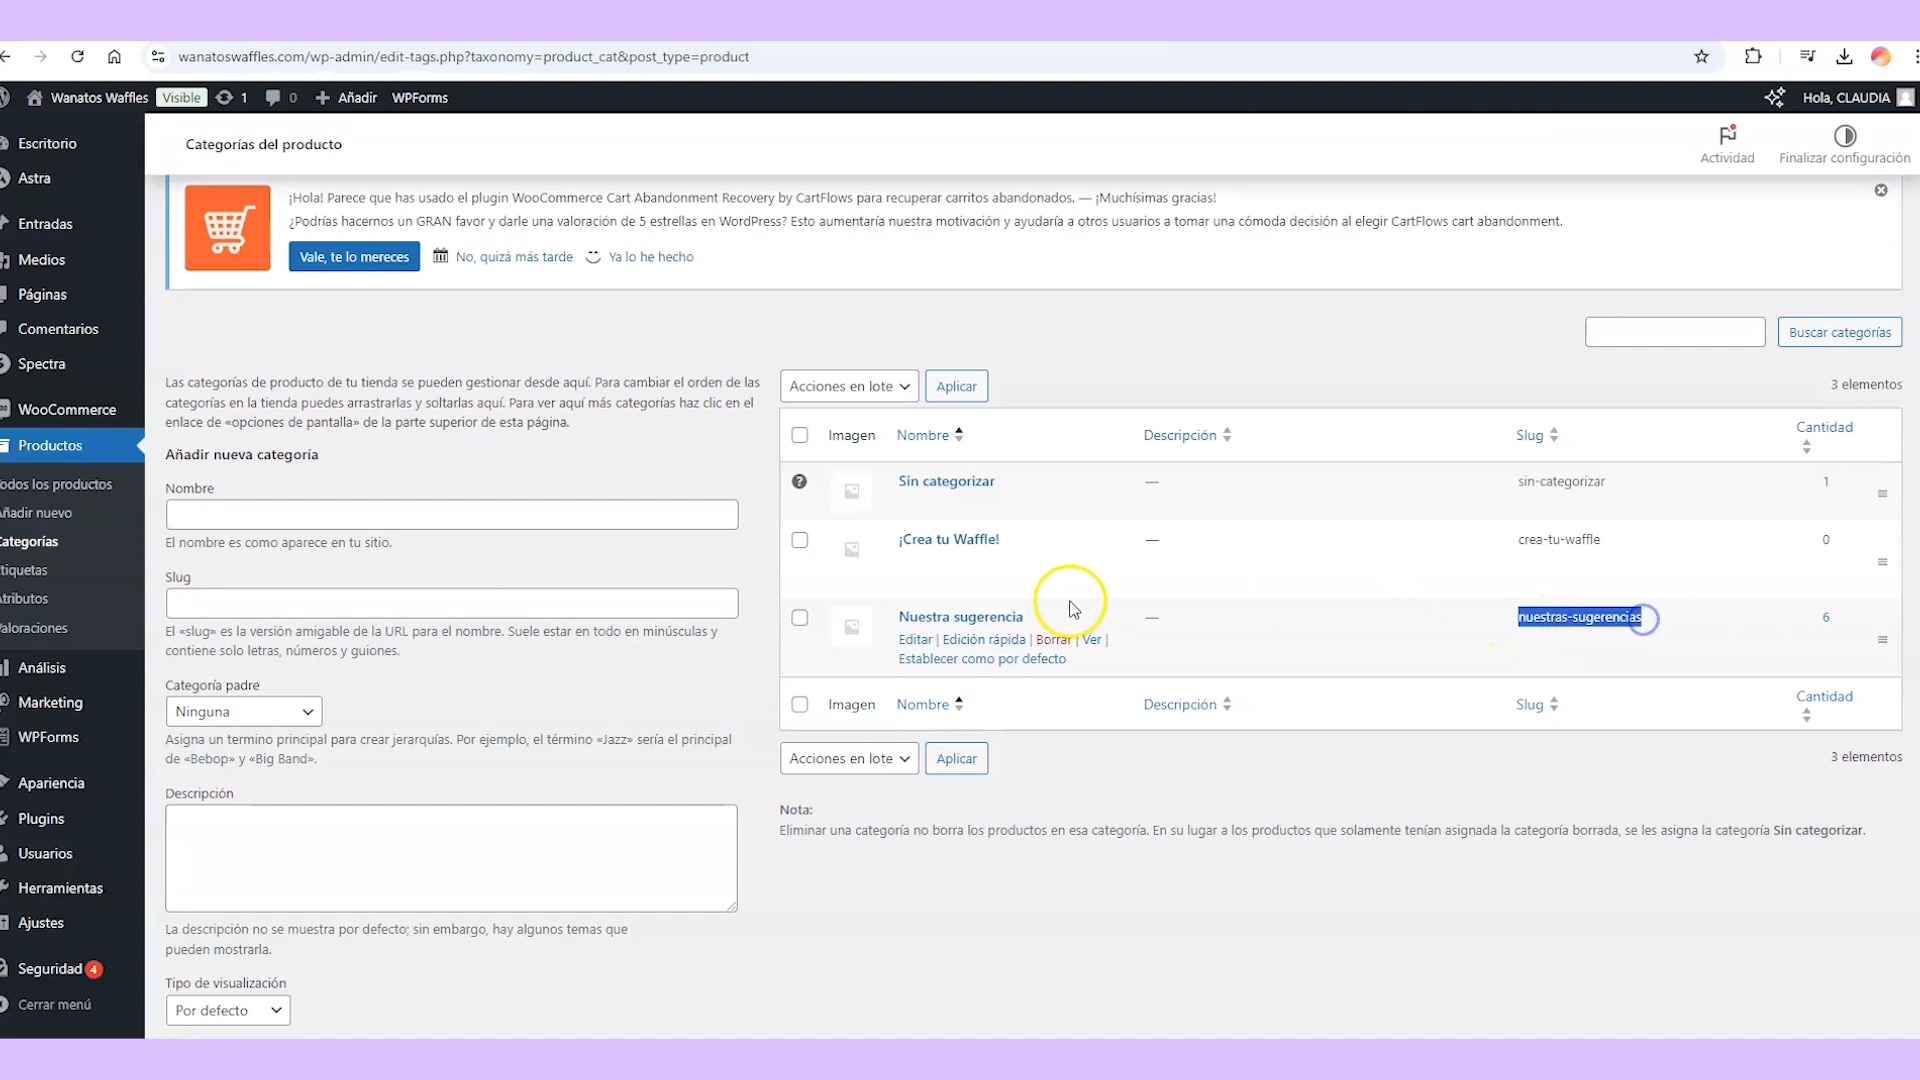 wanatoswaffles.com/wp-admin/edit-tags.php?taxonomy=product_cat&post_type=product
Wanatos Waffles Visible 1 0 + Añadir WPForms Hola, CLAUDIA
Escritorio
Astra
Entradas
Medios
Páginas
Comentarios
Spectra
WooCommerce
Productos
odos los productos
ñadir nuevo
ategorías
tiquetas
tributos
aloraciones
Análisis
Marketing
WPForms
Apariencia
Plugins
Usuarios
Herramientas
Ajustes
Seguridad 4
Cerrar menú
Categorías del producto
Actividad
Finalizar configuración
¡Hola! Parece que has usado el plugin WooCommerce Cart Abandonment Recovery by CartFlows para recuperar carritos abandonados. — ¡Muchísimas gracias!
¿Podrías hacernos un GRAN favor y darle una valoración de 5 estrellas en WordPress? Esto aumentaría nuestra motivación y ayudaría a otros usuarios a tomar una cómoda decisión al elegir CartFlows cart abandonment.
Vale, te lo mereces No, quizá más tarde Ya lo he hecho
Buscar categorías
Las categorías de producto de tu tienda se pueden gestionar desde aquí. Para cambiar el orden de las
categorías en la tienda puedes arrastrarlas y soltarlas aquí. Para ver aquí más categorías haz clic en el
enlace de «opciones de pantalla» de la parte superior de esta página.
Añadir nueva categoría
Nombre
El nombre es como aparece en tu sitio.
Slug
El «slug» es la versión amigable de la URL para el nombre. Suele estar en todo en minúsculas y
contiene solo letras, números y guiones.
Categoría padre
Ninguna
Asigna un termino principal para crear jerarquías. Por ejemplo, el término «Jazz» sería el principal
de «Bebop» y «Big Band».
Descripción
La descripción no se muestra por defecto; sin embargo, hay algunos temas que
pueden mostrarla.
Tipo de visualización
Por defecto
Acciones en lote Aplicar 3 elementos
Imagen Nombre Descripción Slug Cantidad
Sin categorizar — sin-categorizar 1
¡Crea tu Waffle! — crea-tu-waffle 0
Nuestra sugerencia — nuestras-sugerencias 6
Editar | Edición rápida | Borrar | Ver |
Establecer como por defecto
Imagen Nombre Descripción Slug Cantidad
Acciones en lote Aplicar 3 elementos
Nota:
Eliminar una categoría no borra los productos en esa categoría. En su lugar a los productos que solamente tenían asignada la categoría borrada, se les asigna la categoría Sin categorizar.